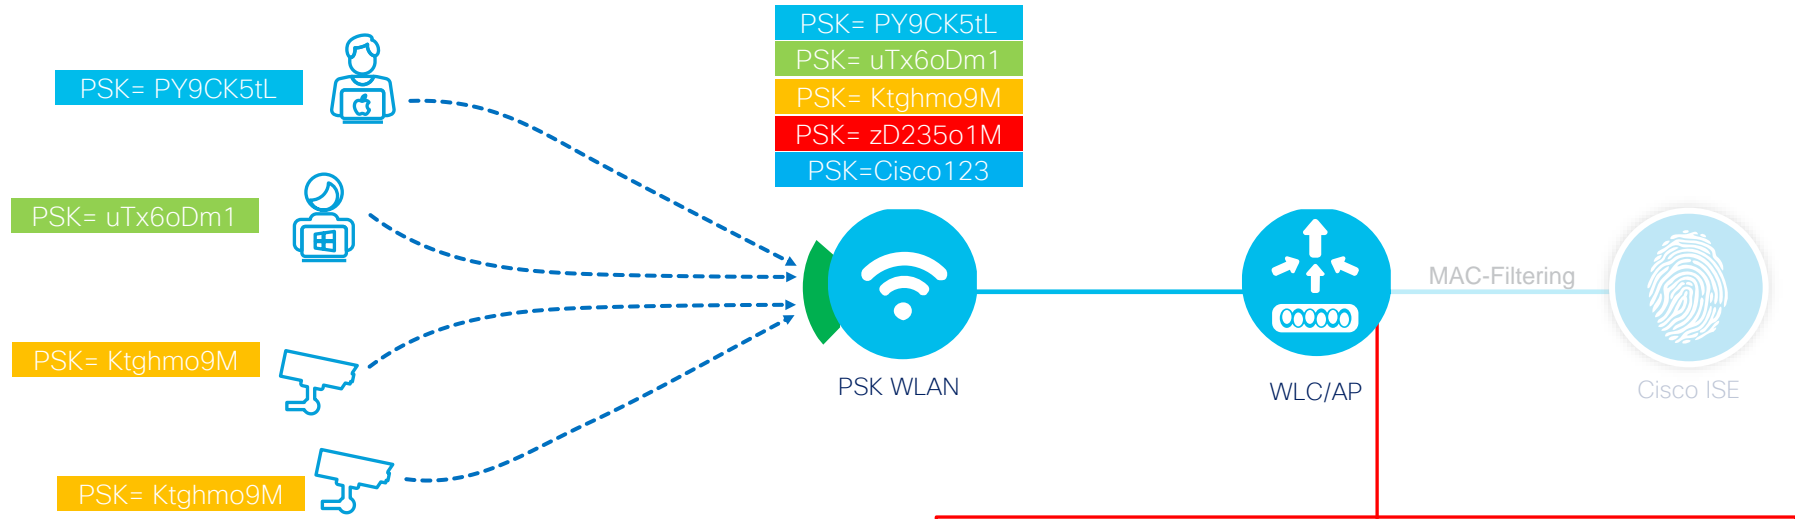 PSK= PY9CK5tL
PSK= uTx6oDm1
PSK= Ktghmo9M
PSK= zD235o1M
PSK=Cisco123
PSK= PY9CK5tL
PSK= uTx6oDm1
PSK= Ktghmo9M
PSK= Ktghmo9M
PSK WLAN
WLC/AP
MAC-Filtering
Cisco ISE